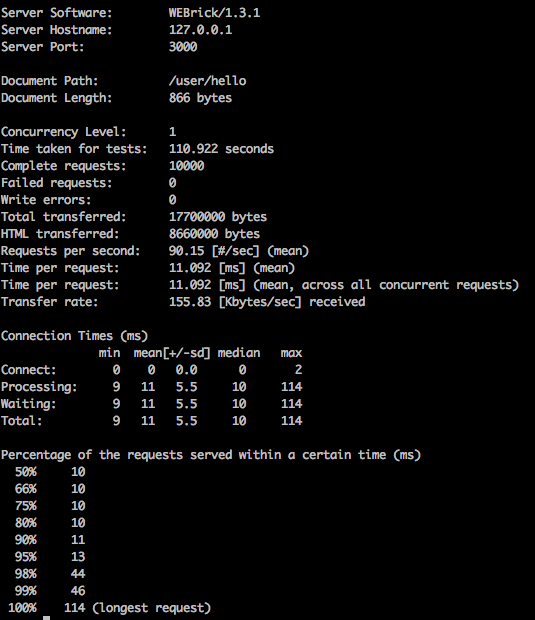 Server Software:        WEBrick/1.3.1
Server Hostname:        127.0.0.1
Server Port:            3000

Document Path:          /user/hello
Document Length:        866 bytes

Concurrency Level:      1
Time taken for tests:   110.922 seconds
Complete requests:      10000
Failed requests:        0
Write errors:           0
Total transferred:      17700000 bytes
HTML transferred:       8660000 bytes
Requests per second:    90.15 [#/sec] (mean)
Time per request:       11.092 [ms] (mean)
Time per request:       11.092 [ms] (mean, across all concurrent requests)
Transfer rate:          155.83 [Kbytes/sec] received

Connection Times (ms)
              min  mean[+/-sd] median   max
Connect:        0    0   0.0      0       2
Processing:     9   11   5.5     10     114
Waiting:        9   11   5.5     10     114
Total:          9   11   5.5     10     114

Percentage of the requests served within a certain time (ms)
  50%     10
  66%     10
  75%     10
  80%     10
  90%     11
  95%     13
  98%     44
  99%     46
 100%    114 (longest request)